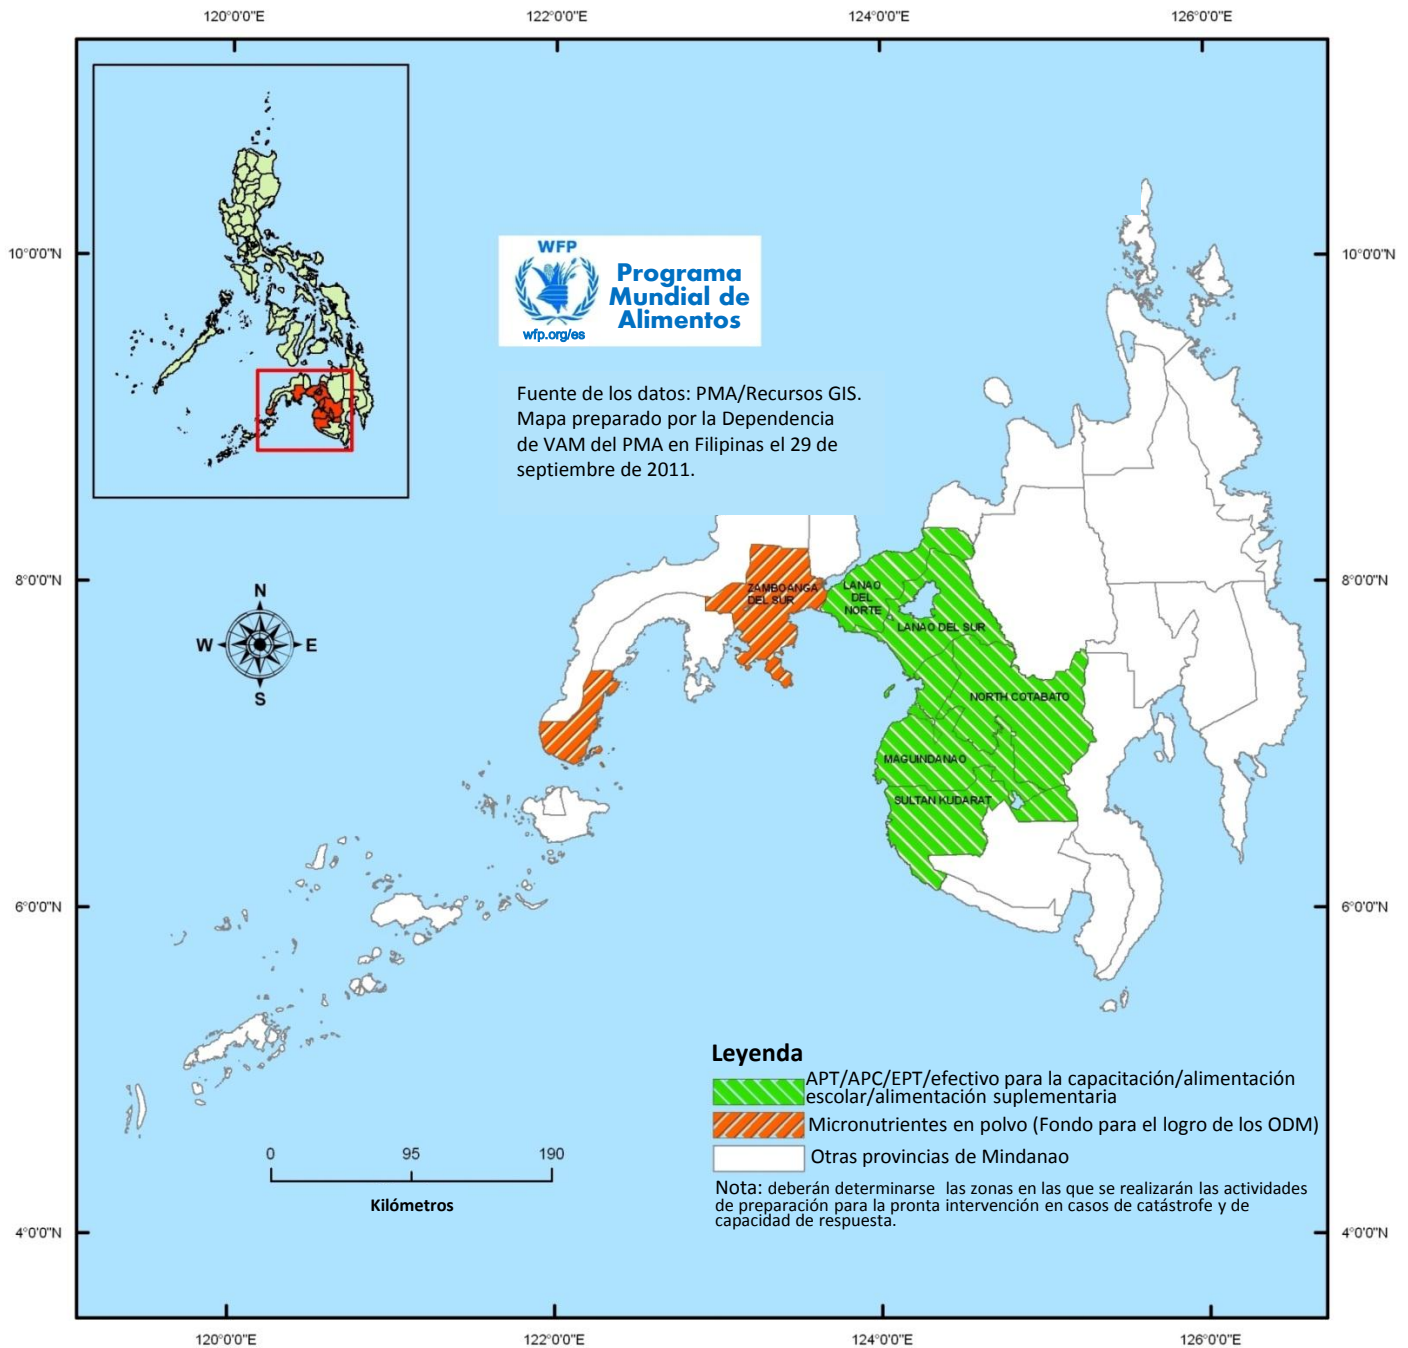 120°0'0"E 122°0'0"E 124°0'0"E 126°0'0"E
10°0'0"N 10°0'0"N
WFP
Programa
Mundial de
Alimentos
wfp.org/es
Fuente de los datos: PMA/Recursos GIS.
Mapa preparado por la Dependencia
de VAM del PMA en Filipinas el 29 de
septiembre de 2011.
8°0'0"N 8°0'0"N
ZAMBOANGA
DEL SUR
LANAO
DEL
NORTE
LANAO DEL SUR
N
W E
S
NORTH COTABATO
MAGUINDANAO
SULTAN KUDARAT
6°0'0"N 6°0'0"N
Leyenda
APT/APC/EPT/efectivo para la capacitación/alimentación
escolar/alimentación suplementaria
Micronutrientes en polvo (Fondo para el logro de los ODM)
Otras provincias de Mindanao
Nota: deberán determinarse las zonas en las que se realizarán las actividades
de preparación para la pronta intervención en casos de catástrofe y de
capacidad de respuesta.
0 95 190
Kilómetros
4°0'0"N 4°0'0"N
120°0'0"E 122°0'0"E 124°0'0"E 126°0'0"E